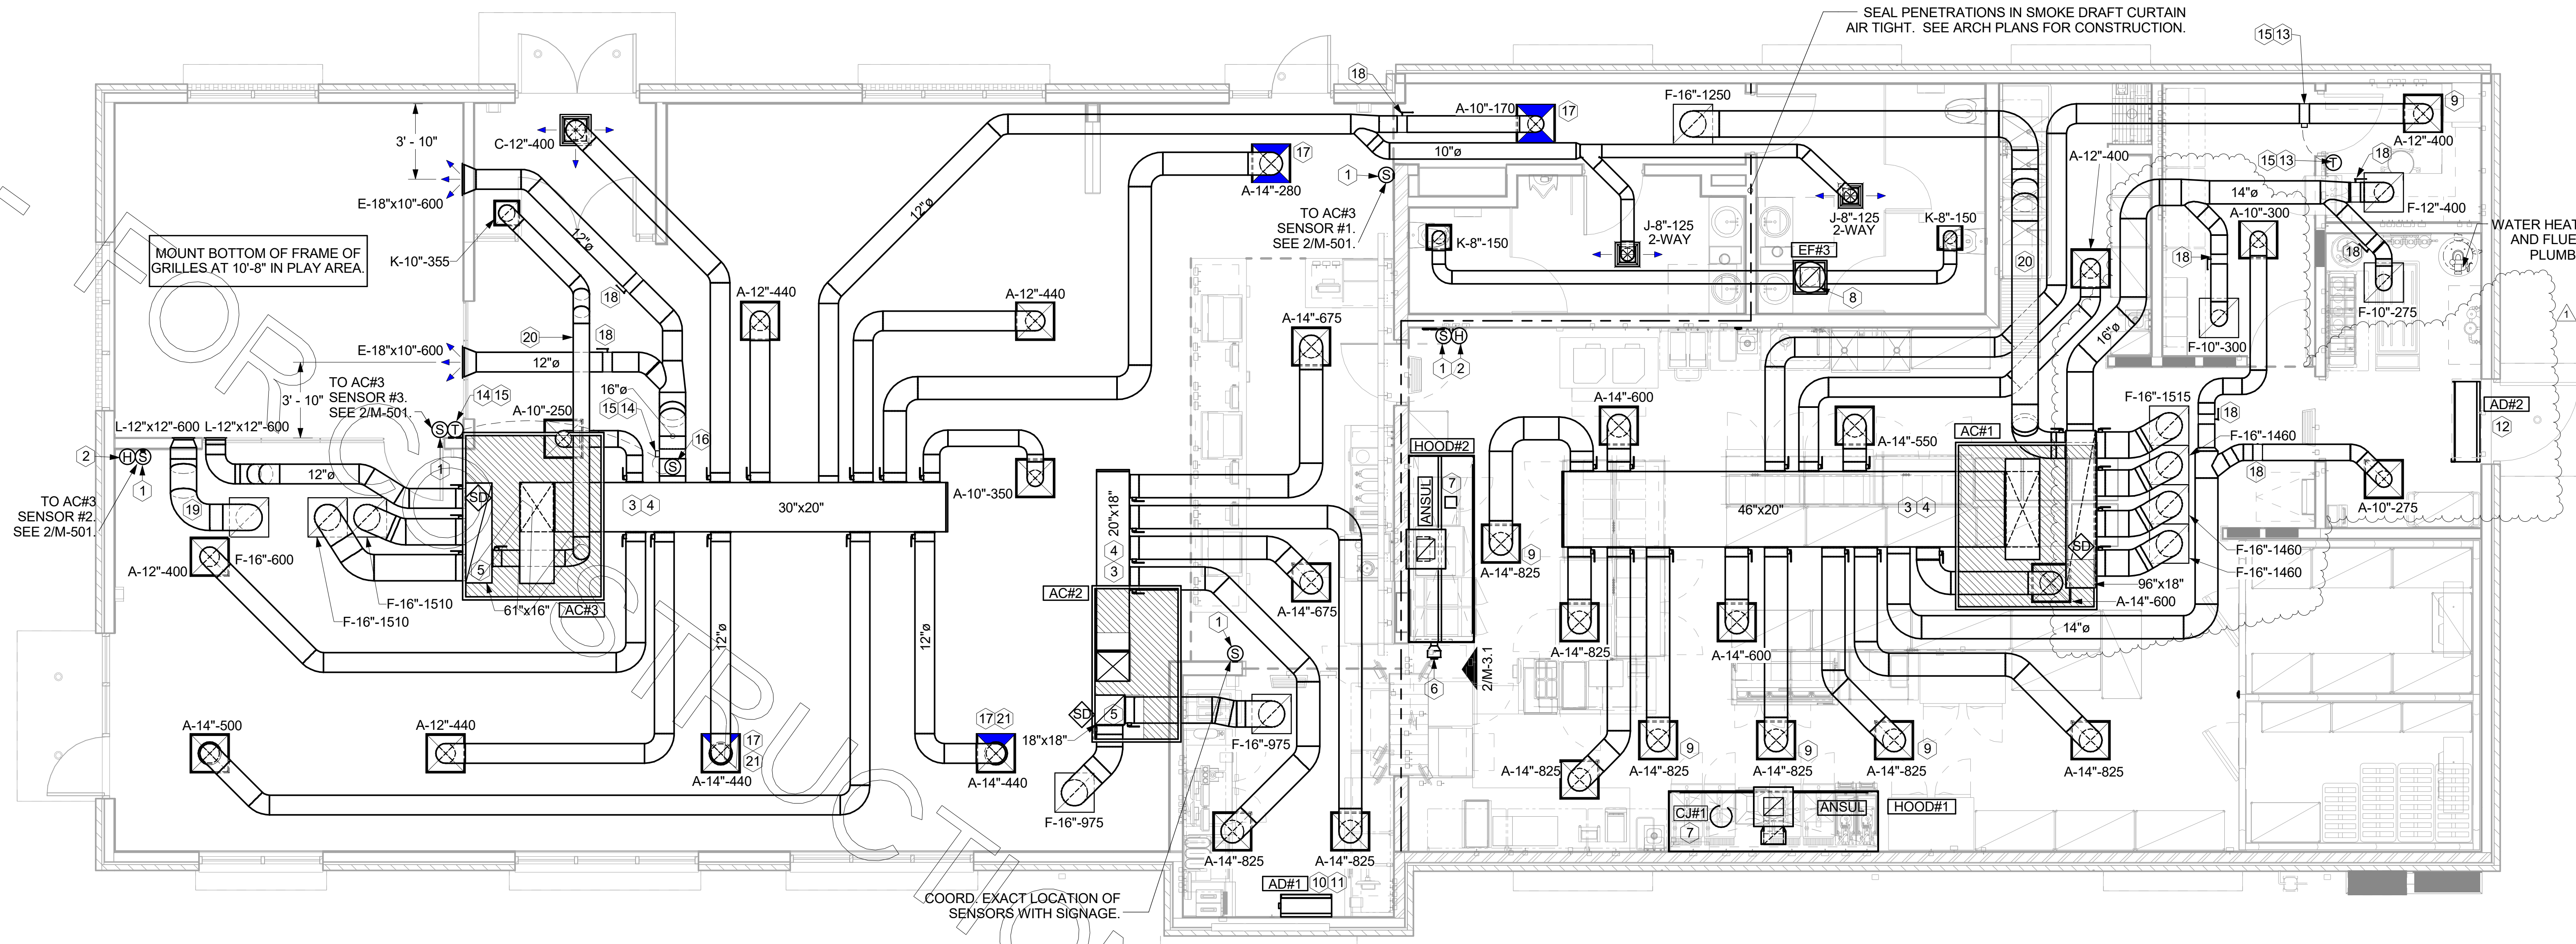 SEAL PENETRATIONS IN SMOKE DRAFT CURTAIN
AIR TIGHT. SEE ARCH PLANS FOR CONSTRUCTION.
15 13
18
A-10"-170
17
F-16"-1250
9
A-12"-400
C-12"-400
3' - 10"
E-18"x10"-600
K-10"-355
12"ø
12"ø
17
A-14"-280
10"ø
1
S
TO AC#3
SENSOR #1.
SEE 2/M-501.
K-8"-150
J-8"-125
2-WAY
J-8"-125
2-WAY
K-8"-150
EF#3
8
20
A-12"-400
15 13
T
18
14"ø
F-12"-400
A-10"-300
18
18
F-10"-275
F-10"-300
16"ø
WATER HEAT
AND FLUE
PLUMB
1
MOUNT BOTTOM OF FRAME OF
GRILLES AT 10'-8" IN PLAY AREA.
18
20
18
E-18"x10"-600
12"ø
3' - 10"
TO AC#3
SENSOR #3.
SEE 2/M-501.
14 15
S T
1
16"ø
15 14
A-10"-250
16
S
A-12"-440
A-12"-440
A-14"-675
S H
1 2
L-12"x12"-600
L-12"x12"-600
2
H S
1
TO AC#3
SENSOR #2.
SEE 2/M-501.
12"ø
19
F-16"-600
A-12"-400
F-16"-1510
F-16"-1510
SD
5
61"x16"
AC#3
3 4
30"x20"
A-10"-350
20"x18"
4
3
AC#2
A-14"-675
1
S
SD
5
18"x18"
F-16"-975
F-16"-975
12"ø
12"ø
A-14"-500
A-12"-440
17
21
A-14"-440
17 21
A-14"-440
A-14"-825
A-14"-825
AD#1
10 11
COORD. EXACT LOCATION OF
SENSORS WITH SIGNAGE.
HOOD#2
ANSUL
7
6
2/M-3.1
A-14"-600
A-14"-825
9
A-14"-550
46"x20"
3 4
AC#1
F-16"-1515
F-16"-1460
F-16"-1460
F-16"-1460
SD
96"x18"
A-14"-600
18
18
A-10"-275
AD#2
12
14"ø
A-14"-825
A-14"-600
A-14"-825
9
A-14"-825
9
A-14"-825
9
A-14"-825
A-14"-825
CJ#1
7
ANSUL
HOOD#1